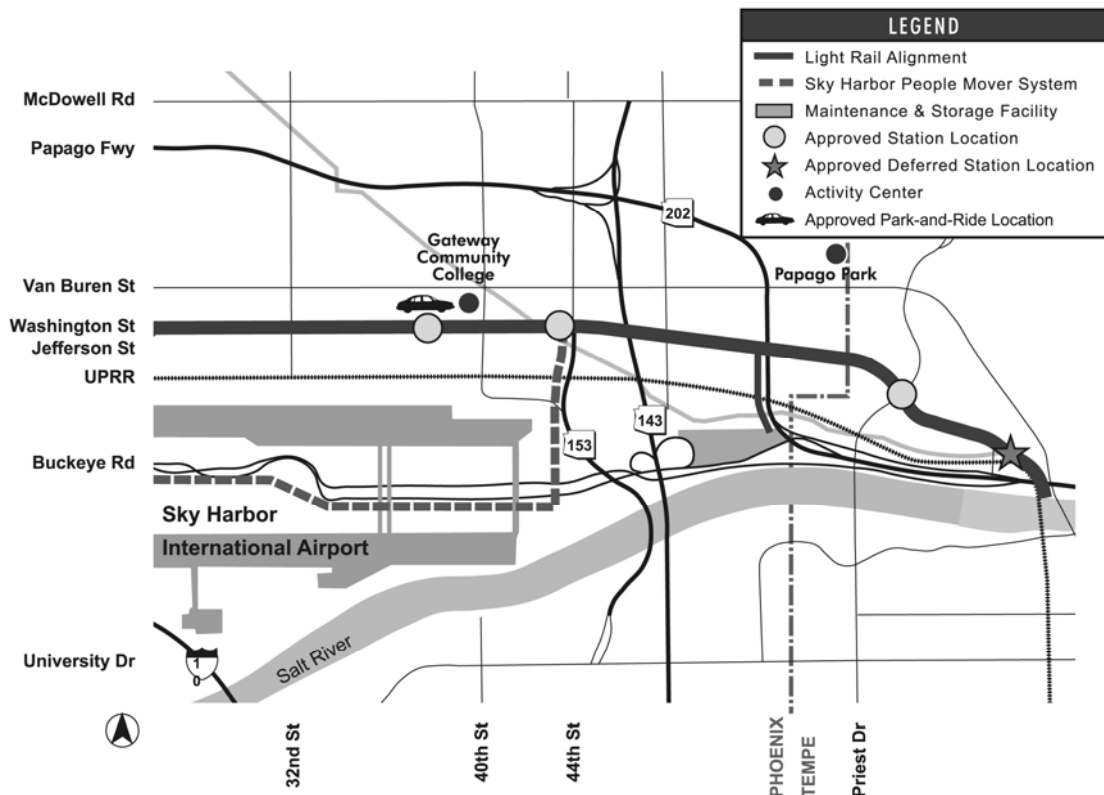 LEGEND
Light Rail Alignment
Sky Harbor People Mover System
Maintenance & Storage Facility
Approved Station Location
Approved Deferred Station Location
Activity Center
Approved Park-and-Ride Location
McDowell Rd
Papago Fwy
202
Gateway
Community
College
Papago Park
Van Buren St
Washington St
Jefferson St
UPRR
153
143
Buckeye Rd
Sky Harbor
International Airport
Salt River
University Dr
1
0
32nd St
40th St
44th St
PHOENIX
TEMPE
Priest Dr